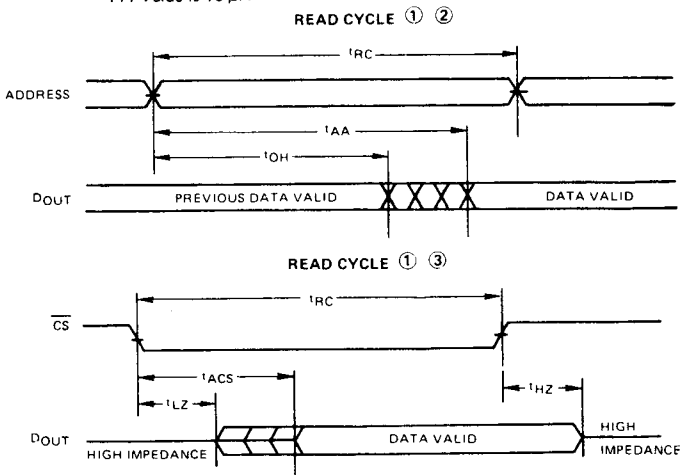 READ CYCLE ① ②
tRC
ADDRESS
tAA
tOH
DOUT PREVIOUS DATA VALID DATA VALID
READ CYCLE ① ③
tRC
CS
tACS
tLZ tHZ
DOUT HIGH IMPEDANCE DATA VALID HIGH IMPEDANCE